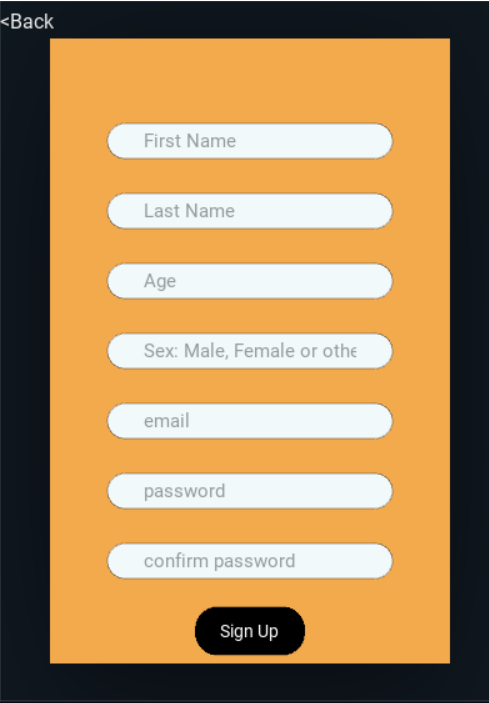 <Back
First Name
Last Name
Age
Sex: Male, Female or othe
email
password
confirm password
Sign Up